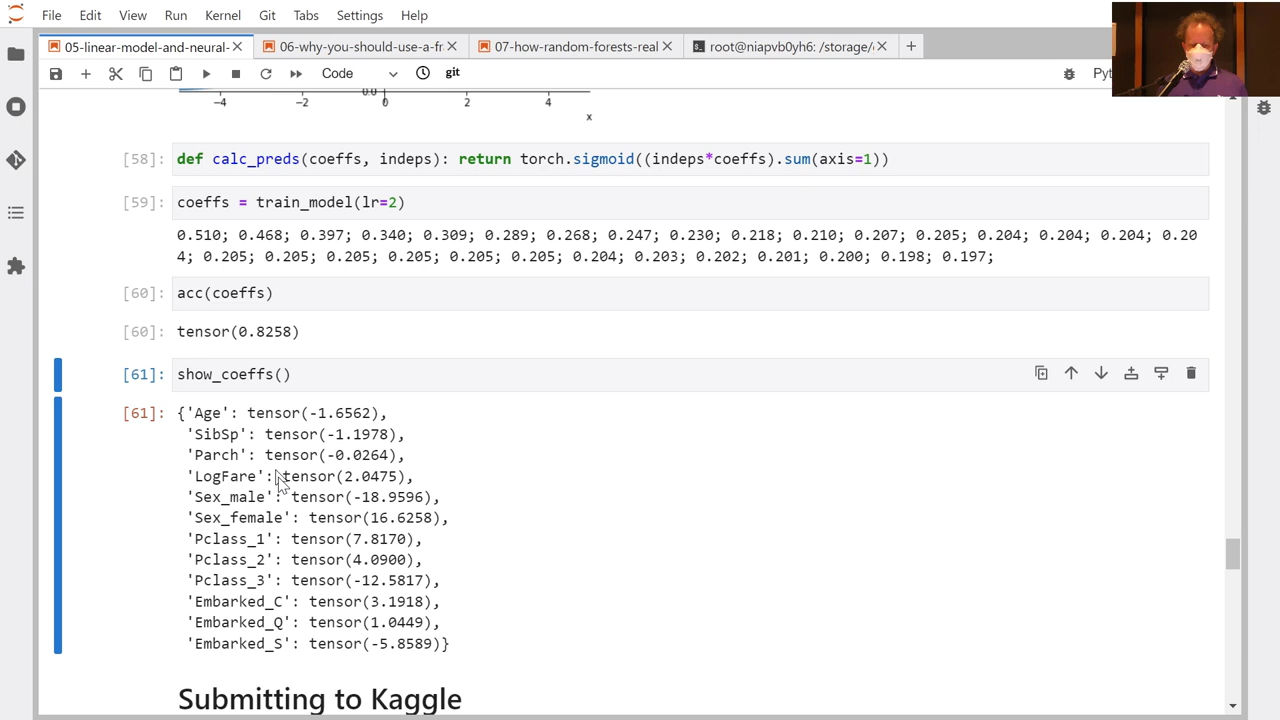 File Edit View Run Kernel Git Tabs Settings Help
05-linear-model-and-neural- 06-why-you-should-use-a-fr 07-how-random-forests-real root@niapvb0yh6: /storage/
Code git
0.0
−4 −2 0 2 4
x
[58]: def calc_preds(coeffs, indeps): return torch.sigmoid((indeps*coeffs).sum(axis=1))
[59]: coeffs = train_model(lr=2)
0.510; 0.468; 0.397; 0.340; 0.309; 0.289; 0.268; 0.247; 0.230; 0.218; 0.210; 0.207; 0.205; 0.204; 0.204; 0.204; 0.20
4; 0.205; 0.205; 0.205; 0.205; 0.205; 0.205; 0.204; 0.203; 0.202; 0.201; 0.200; 0.198; 0.197;
[60]: acc(coeffs)
[60]: tensor(0.8258)
[61]: show_coeffs()
[61]: {'Age': tensor(-1.6562),
'SibSp': tensor(-1.1978),
'Parch': tensor(-0.0264),
'LogFare': tensor(2.0475),
'Sex_male': tensor(-18.9596),
'Sex_female': tensor(16.6258),
'Pclass_1': tensor(7.8170),
'Pclass_2': tensor(4.0900),
'Pclass_3': tensor(-12.5817),
'Embarked_C': tensor(3.1918),
'Embarked_Q': tensor(1.0449),
'Embarked_S': tensor(-5.8589)}
Submitting to Kaggle